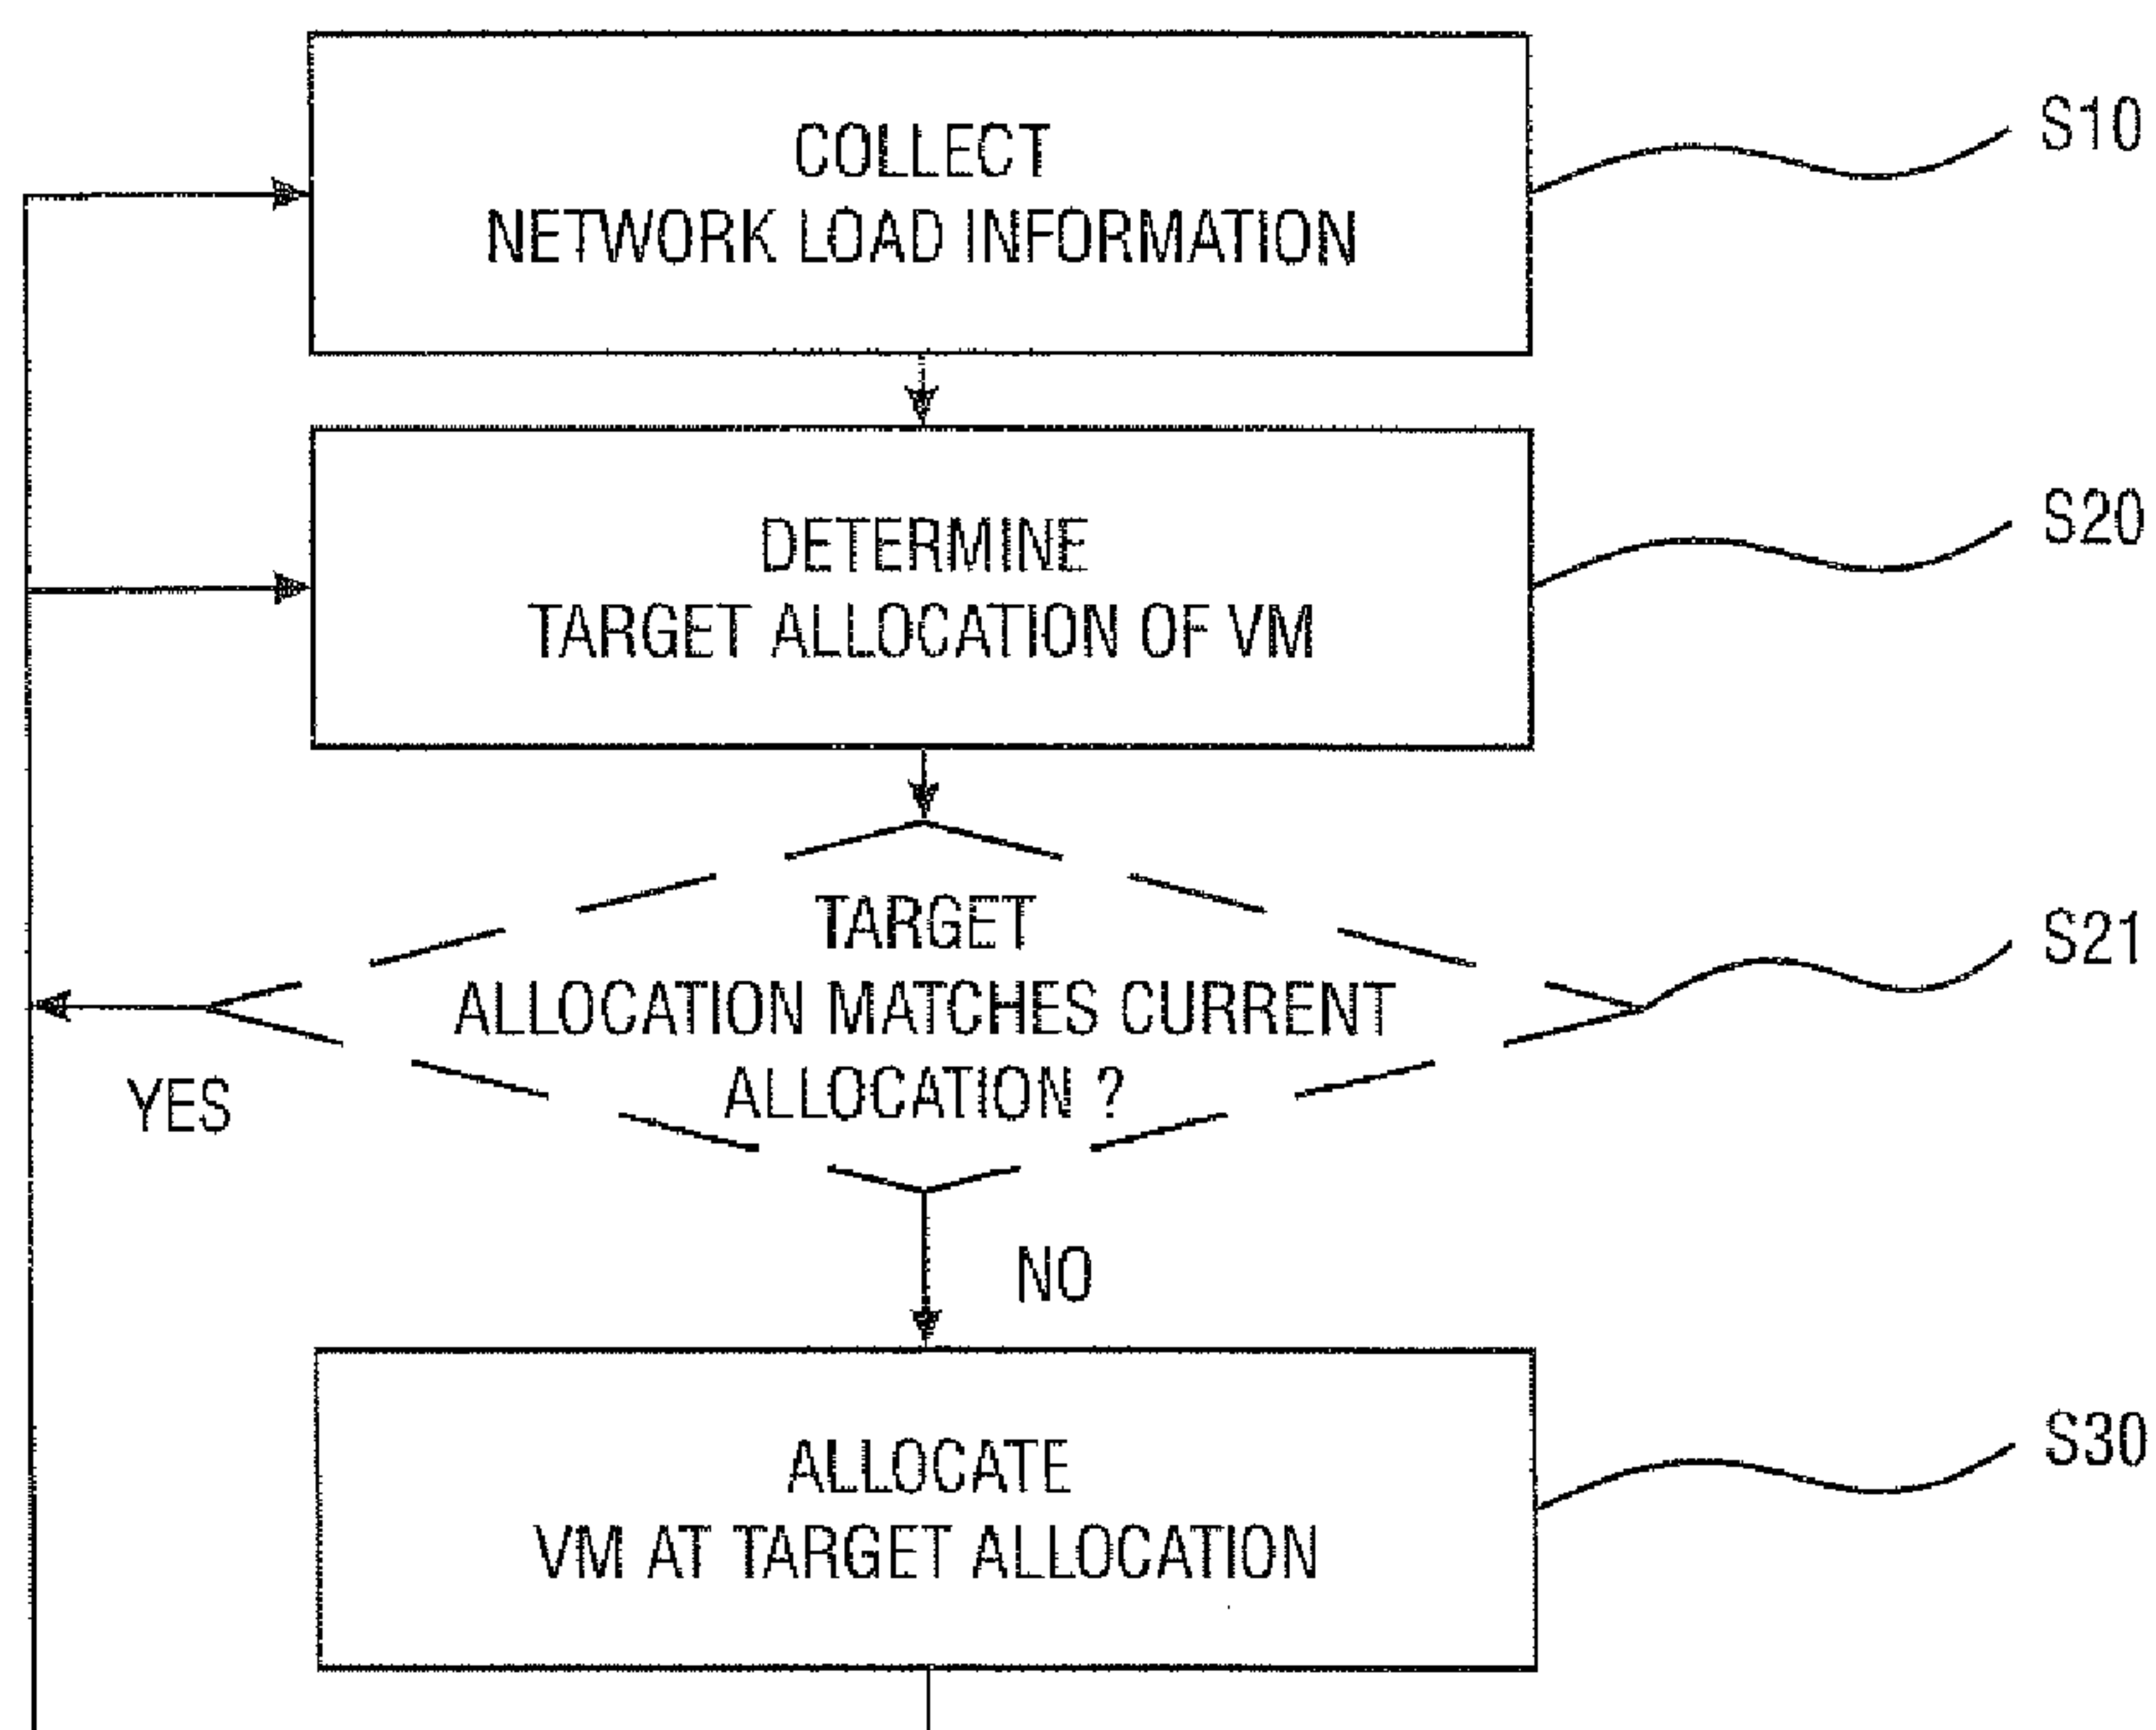 COLLECT
NETWORK LOAD INFORMATION
S10
DETERMINE
TARGET ALLOCATION OF VM
S20
TARGET
ALLOCATION MATCHES CURRENT
ALLOCATION ?
S21
YES
NO
ALLOCATE
VM AT TARGET ALLOCATION
S30